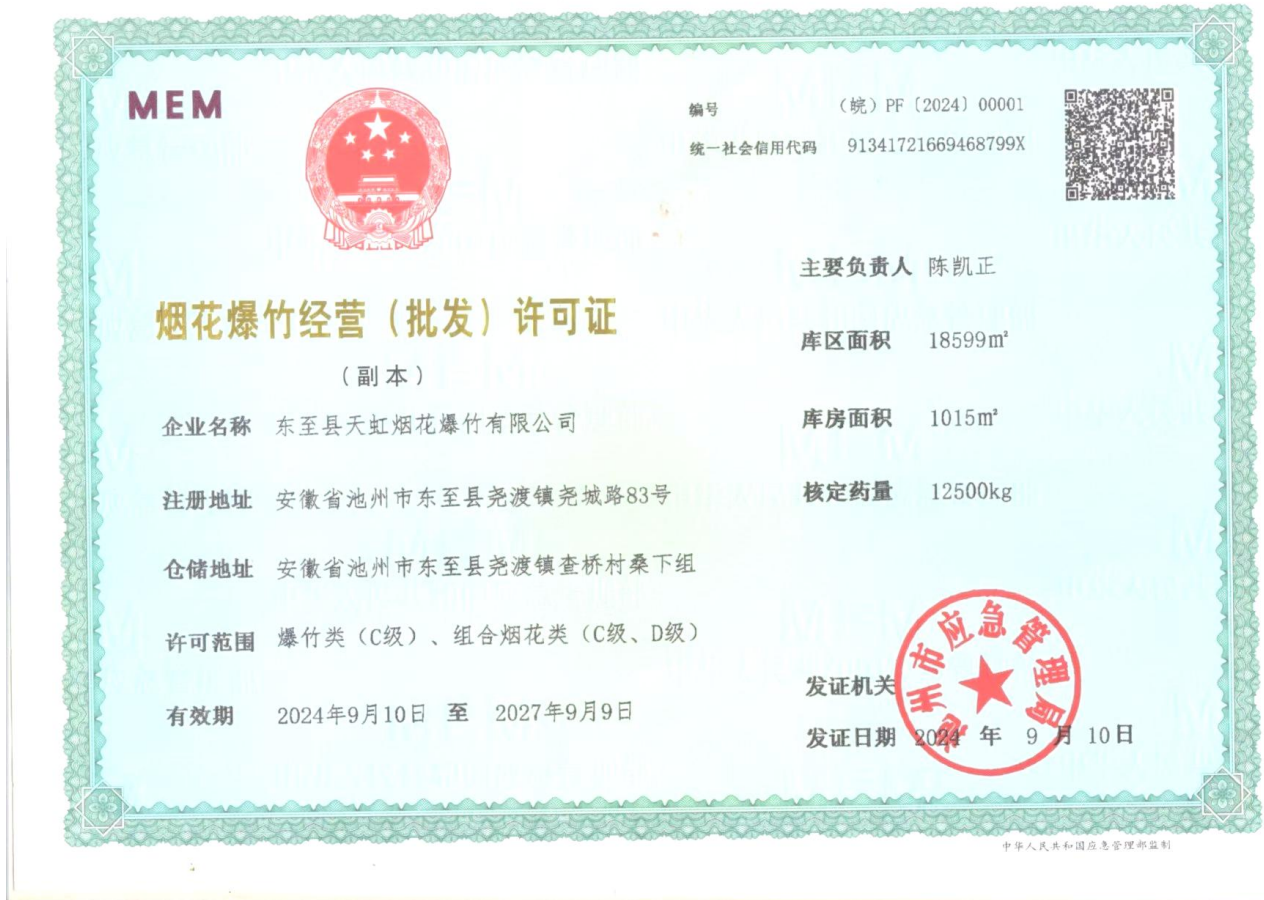 MEM
编号 （皖）PF〔2024〕00001
统一社会信用代码 91341721669468799X
烟花爆竹经营（批发）许可证
（副本）
企业名称 东至县天虹烟花爆竹有限公司
注册地址 安徽省池州市东至县尧渡镇尧城路83号
仓储地址 安徽省池州市东至县尧渡镇查桥村桑下组
许可范围 爆竹类（C级）、组合烟花类（C级、D级）
有效期 2024年9月10日 至 2027年9月9日
主要负责人 陈凯正
库区面积 18599㎡
库房面积 1015㎡
核定药量 12500kg
发证机关
池州市应急管理局
发证日期 2024 年 9 月 10日
中华人民共和国应急管理部监制